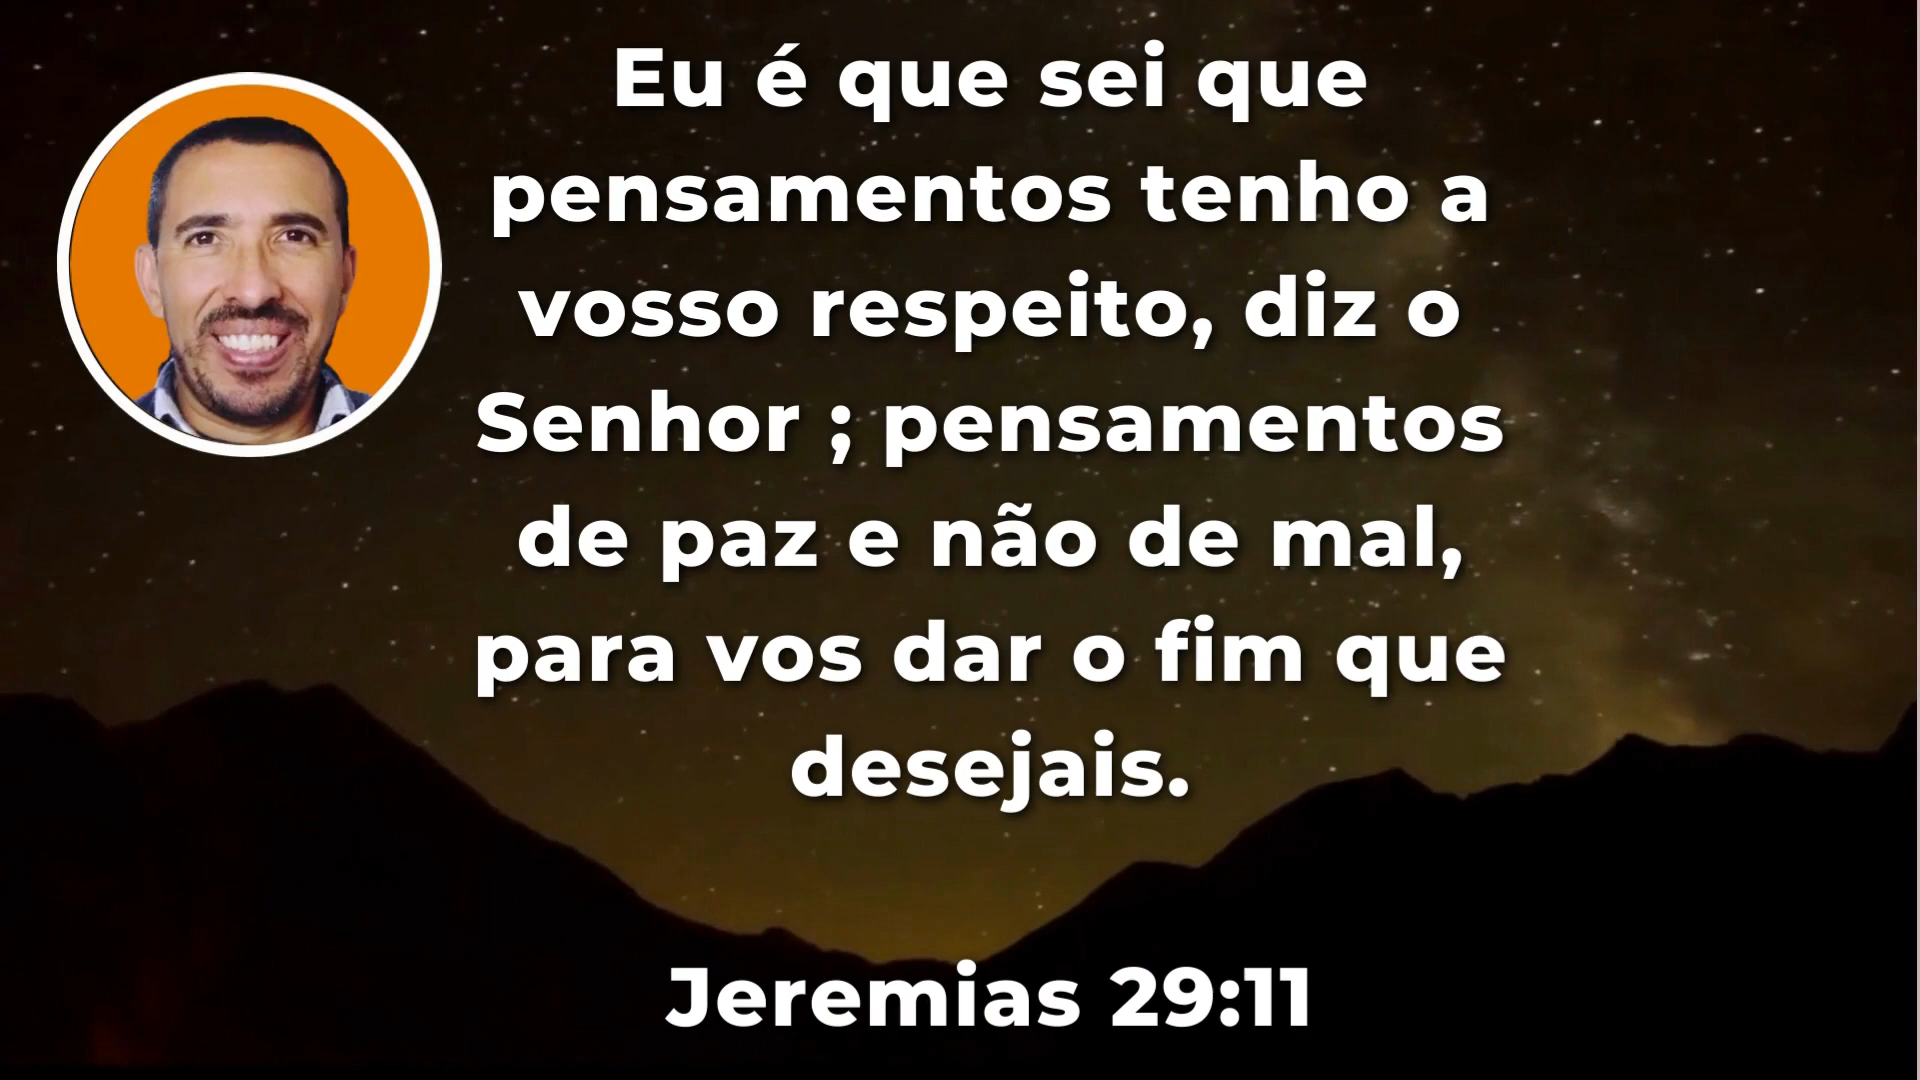 Eu é que sei que
pensamentos tenho a
vosso respeito, diz o
Senhor ; pensamentos
de paz e não de mal,
para vos dar o fim que
desejais.
Jeremias 29:11